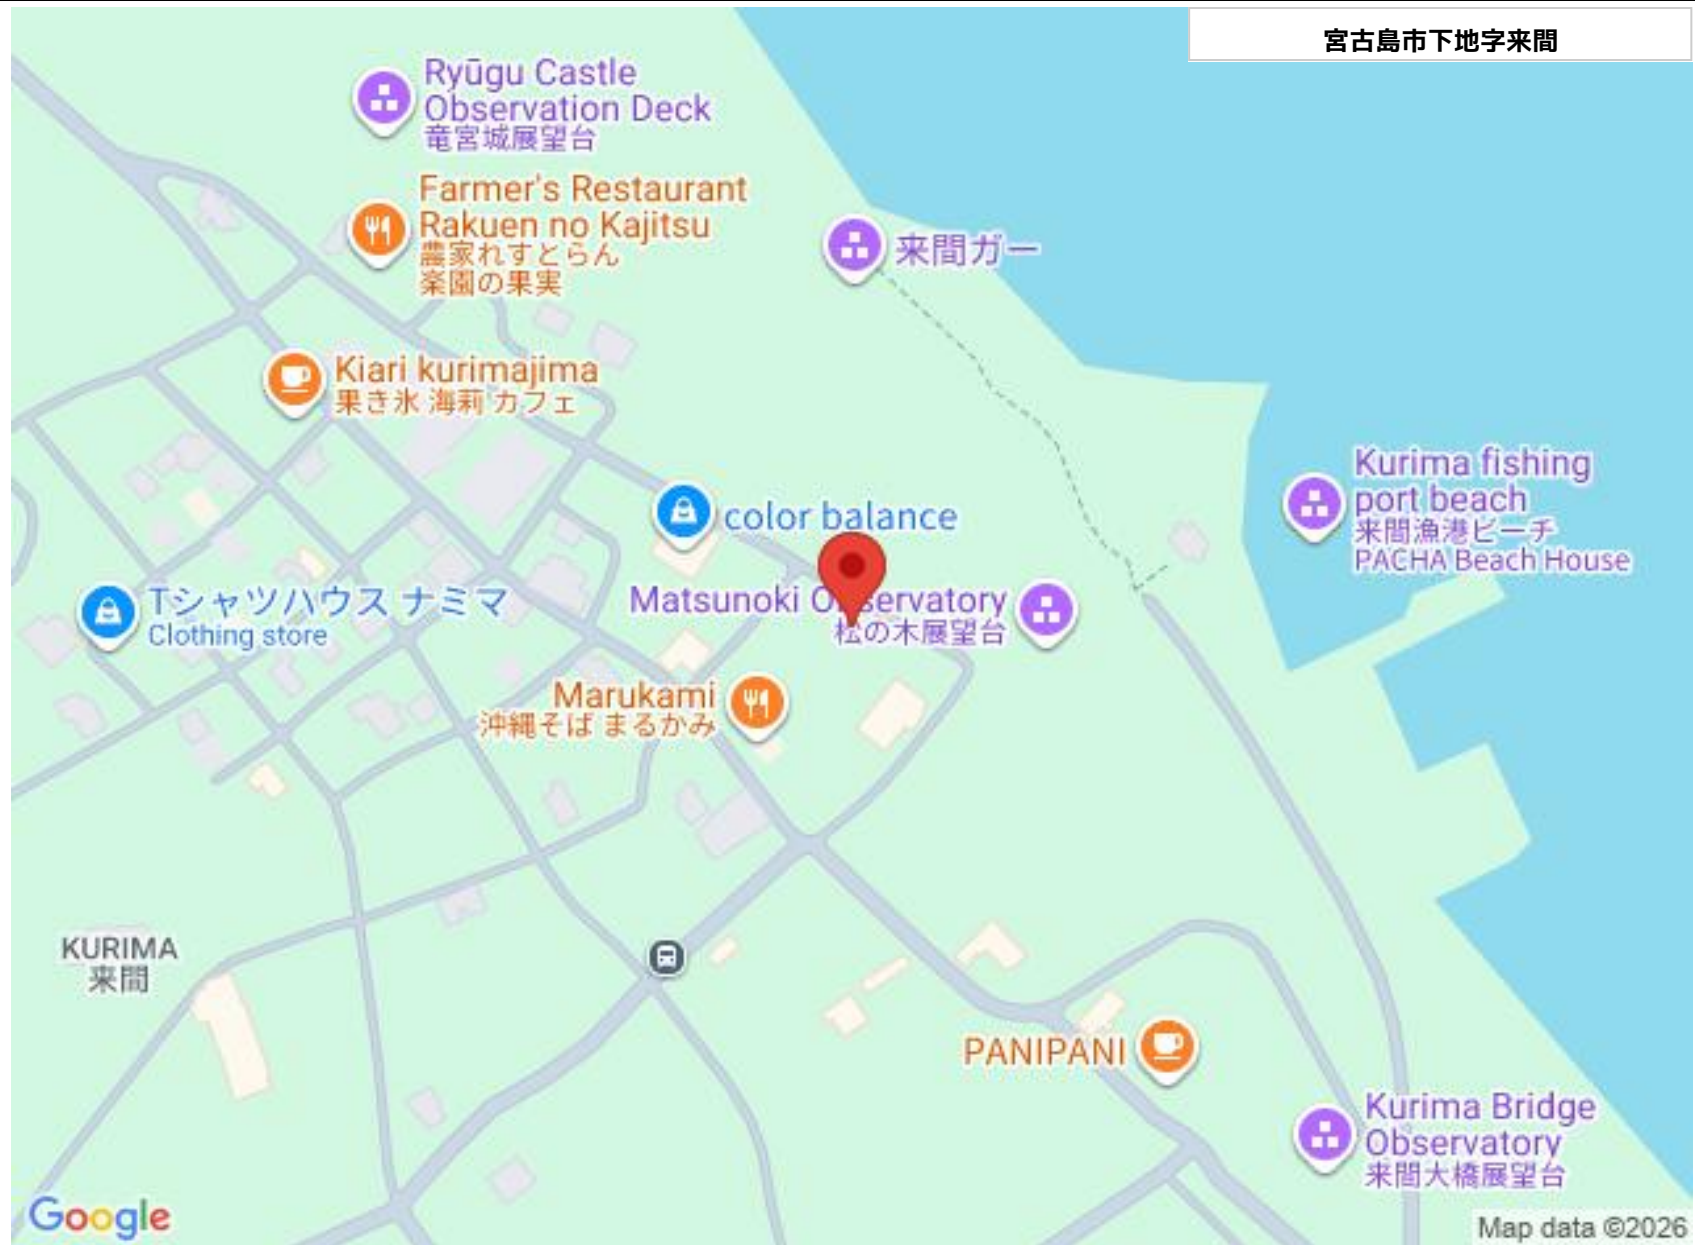 宮古島市下地字来間
Ryūgu Castle
Observation Deck
竜宮城展望台
Farmer's Restaurant
Rakuen no Kajitsu
農家れすとらん
楽園の果実
来間ガー
Kiari kurimajima
果き氷 海莉 カフェ
Kurima fishing
port beach
来間漁港ビーチ
PACHA Beach House
color balance
Tシャツハウス ナミマ
Clothing store
Matsunoki Observatory
松の木展望台
Marukami
沖縄そば まるかみ
KURIMA
来間
PANIPANI
Kurima Bridge
Observatory
来間大橋展望台
Google
Map data ©2026